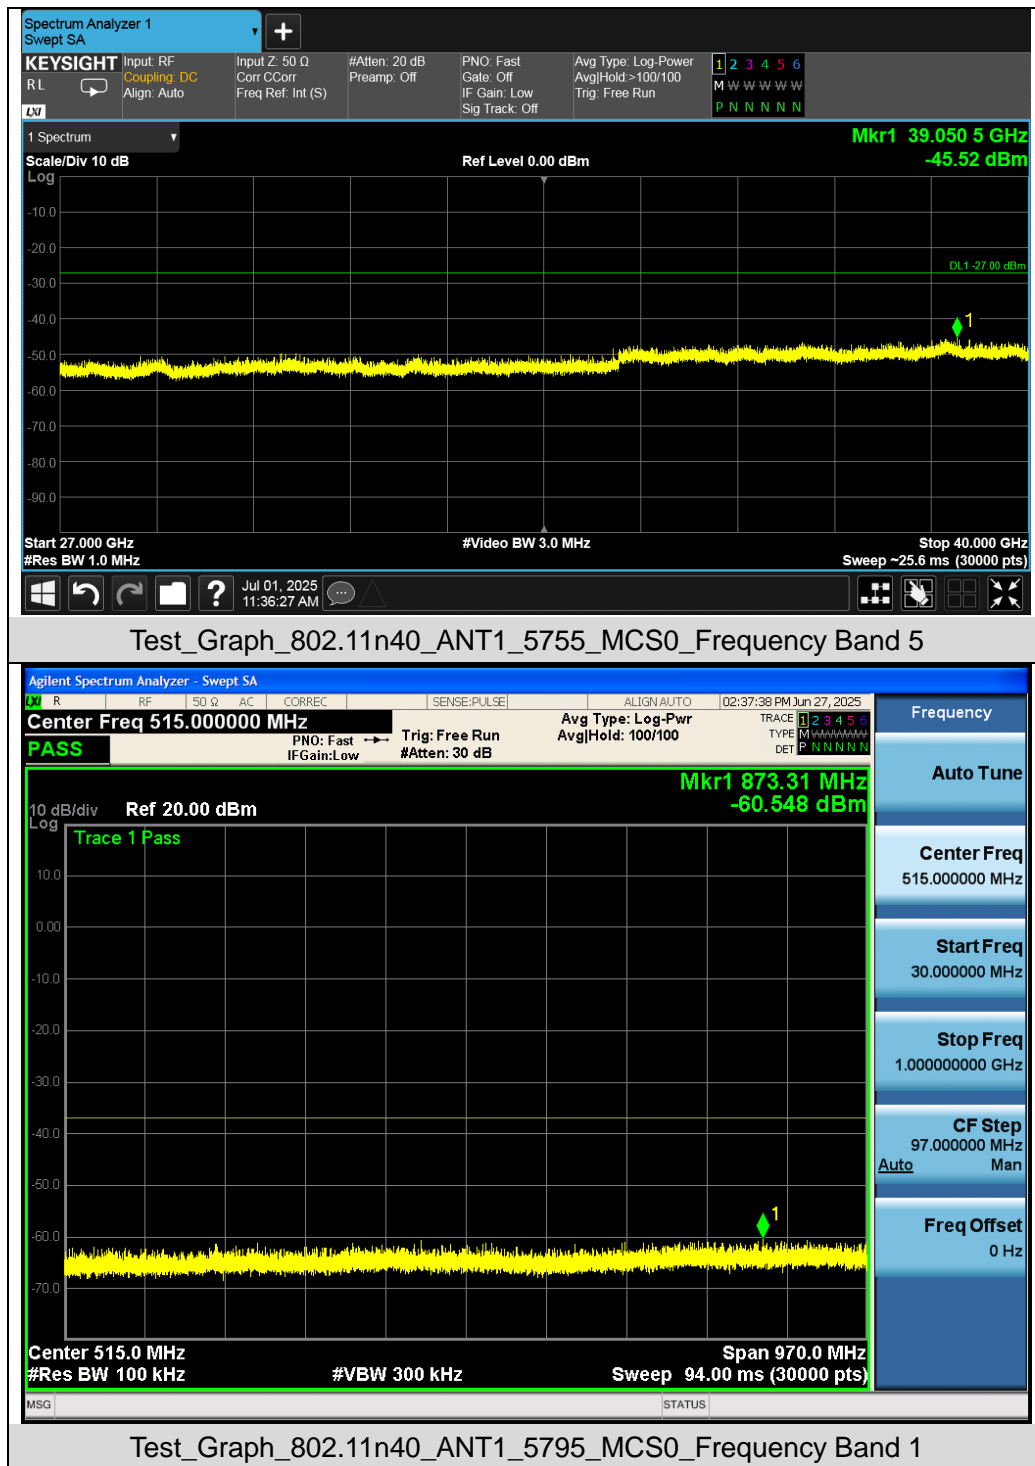 Spectrum Analyzer 1
Swept SA
+
KEYSIGHT
R L
LXI
Input: RF
Coupling: DC
Align: Auto
Input Z: 50 Ω
Corr CCorr
Freq Ref: Int (S)
#Atten: 20 dB
Preamp: Off
PNO: Fast
Gate: Off
IF Gain: Low
Sig Track: Off
Avg Type: Log-Power
Avg|Hold:>100/100
Trig: Free Run
1 2 3 4 5 6
M W W W W W
P N N N N N
1 Spectrum
Mkr1 39.050 5 GHz
Scale/Div 10 dB
Ref Level 0.00 dBm
-45.52 dBm
Log
-10.0
-20.0
DL1 -27.00 dBm
-30.0
-40.0
1
-50.0
-60.0
-70.0
-80.0
-90.0
Start 27.000 GHz
#Video BW 3.0 MHz
Stop 40.000 GHz
#Res BW 1.0 MHz
Sweep ~25.6 ms (30000 pts)
?
Jul 01, 2025
11:36:27 AM
Test_Graph_802.11n40_ANT1_5755_MCS0_Frequency Band 5
Agilent Spectrum Analyzer - Swept SA
LXI R RF 50 Ω AC CORREC SENSE:PULSE ALIGN AUTO 02:37:38 PM Jun 27, 2025
Center Freq 515.000000 MHz
PASS
PNO: Fast
IFGain:Low
Trig: Free Run
#Atten: 30 dB
Avg Type: Log-Pwr
Avg|Hold: 100/100
TRACE 1 2 3 4 5 6
TYPE M W W W W W
DET P N N N N N
Frequency
Mkr1 873.31 MHz
-60.548 dBm
10 dB/div
Ref 20.00 dBm
Log
Trace 1 Pass
10.0
0.00
-10.0
-20.0
-30.0
-40.0
-50.0
1
-60.0
-70.0
Center 515.0 MHz
Span 970.0 MHz
#Res BW 100 kHz
#VBW 300 kHz
Sweep 94.00 ms (30000 pts)
Auto Tune
Center Freq
515.000000 MHz
Start Freq
30.000000 MHz
Stop Freq
1.000000000 GHz
CF Step
97.000000 MHz
Auto Man
Freq Offset
0 Hz
MSG
STATUS
Test_Graph_802.11n40_ANT1_5795_MCS0_Frequency Band 1